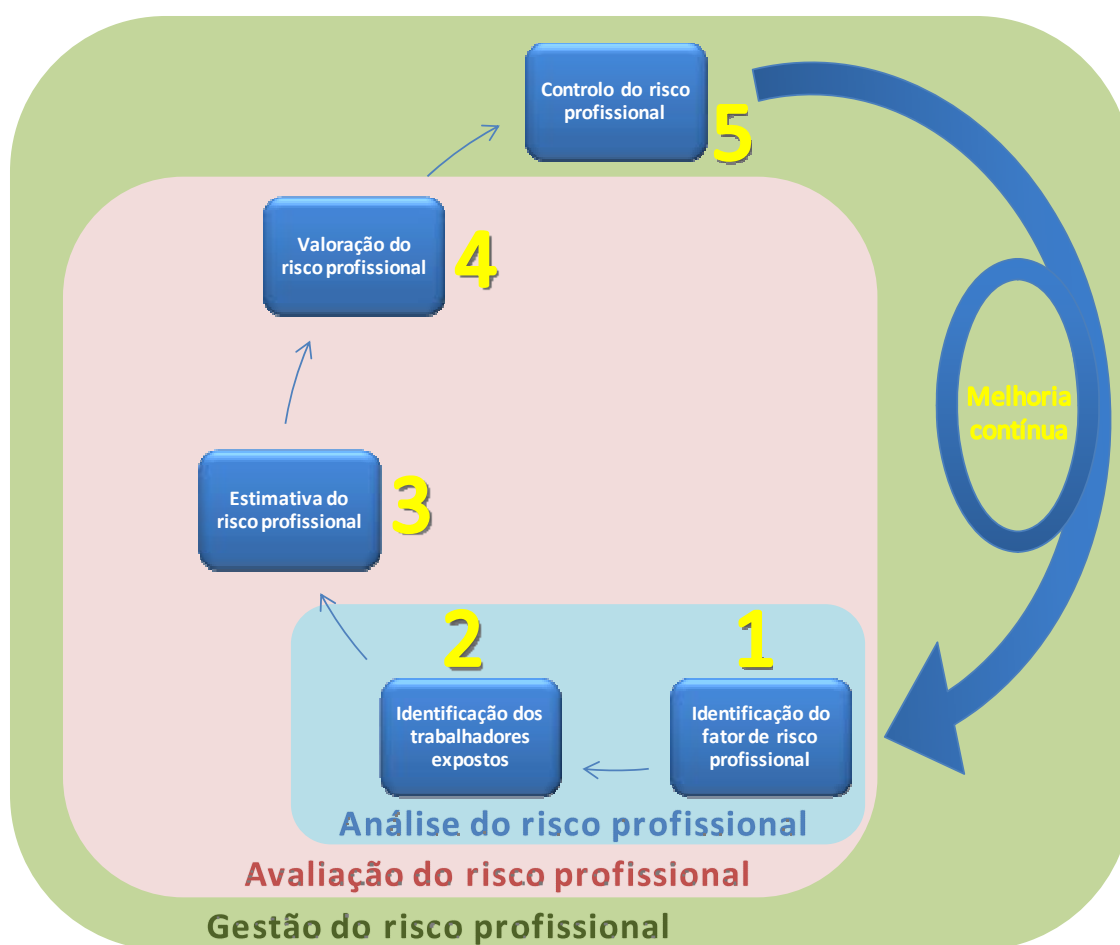 Controlo do risco
profissional
5
Valoração do
risco profissional
4
Melhoria
contínua
Estimativa do
risco profissional
3
2
1
Identificação dos
trabalhadores
expostos
Identificação do
fator de risco
profissional
Análise do risco profissional
Avaliação do risco profissional
Gestão do risco profissional